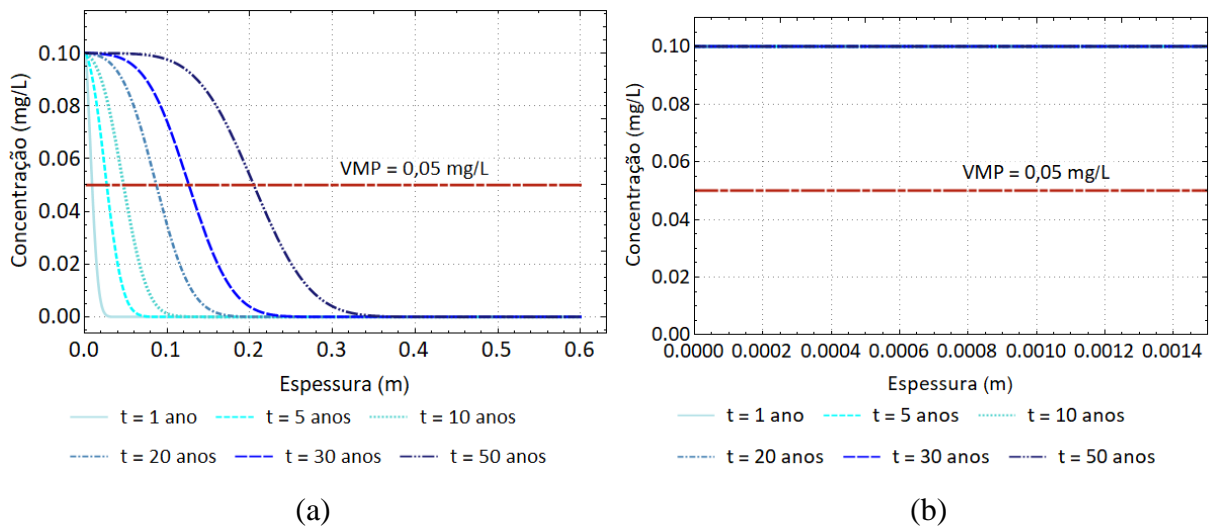 0.10
0.08
0.06
0.04
0.02
0.00
Concentração (mg/L)
VMP = 0,05 mg/L
0.0 0.1 0.2 0.3 0.4 0.5 0.6
Espessura (m)
t = 1 ano t = 5 anos t = 10 anos
t = 20 anos t = 30 anos t = 50 anos
(a)
0.10
0.08
0.06
0.04
0.02
0.00
Concentração (mg/L)
VMP = 0,05 mg/L
0.0000 0.0002 0.0004 0.0006 0.0008 0.0010 0.0012 0.0014
Espessura (m)
t = 1 ano t = 5 anos t = 10 anos
t = 20 anos t = 30 anos t = 50 anos
(b)